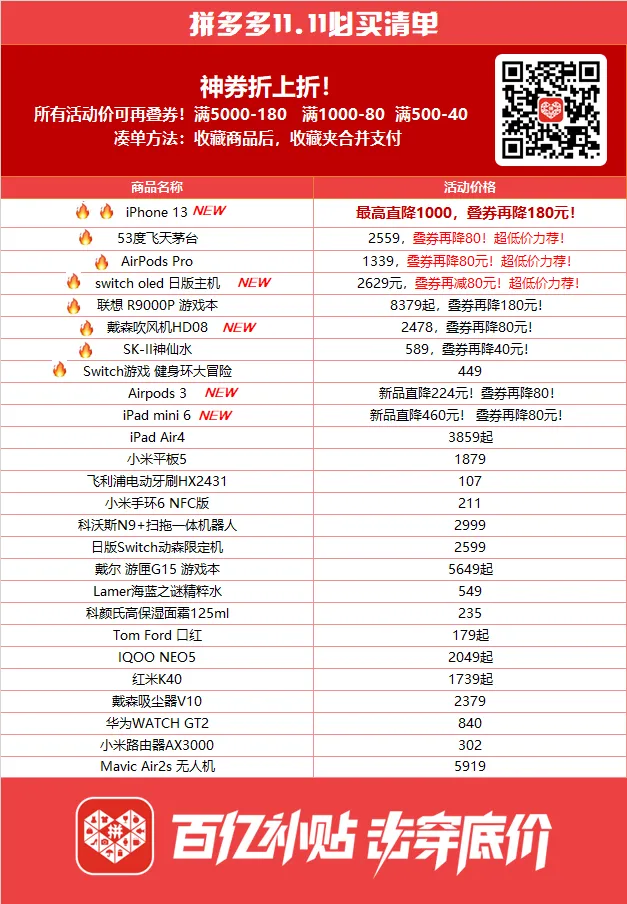 拼多多11.11必买清单
神券折上折!
所有活动价可再叠券!满5000-180 满1000-80 满500-40
凑单方法:收藏商品后,收藏夹合并支付
商品名称 活动价格
iPhone 13 NEW 最高直降1000,叠券再降180元!
53度飞天茅台 2559,叠券再降80!超低价力荐!
AirPods Pro 1339,叠券再降80元!超低价力荐!
switch oled 日版主机 NEW 2629元,叠券再减80元!超低价力荐!
联想 R9000P 游戏本 8379起,叠券再降180元!
戴森吹风机HD08 NEW 2478,叠券再降80元!
SK-II神仙水 589,叠券再降40元!
Switch游戏 健身环大冒险 449
Airpods 3 NEW 新品直降224元!叠券再降80!
iPad mini 6 NEW 新品直降460元! 叠券再降80元!
iPad Air4 3859起
小米平板5 1879
飞利浦电动牙刷HX2431 107
小米手环6 NFC版 211
科沃斯N9+扫拖一体机器人 2999
日版Switch动森限定机 2599
戴尔 游匣G15 游戏本 5649起
Lamer海蓝之谜精粹水 549
科颜氏高保湿面霜125ml 235
Tom Ford 口红 179起
IQOO NEO5 2049起
红米K40 1739起
戴森吸尘器V10 2379
华为WATCH GT2 840
小米路由器AX3000 302
Mavic Air2s 无人机 5919
拼
百亿补贴 击穿底价